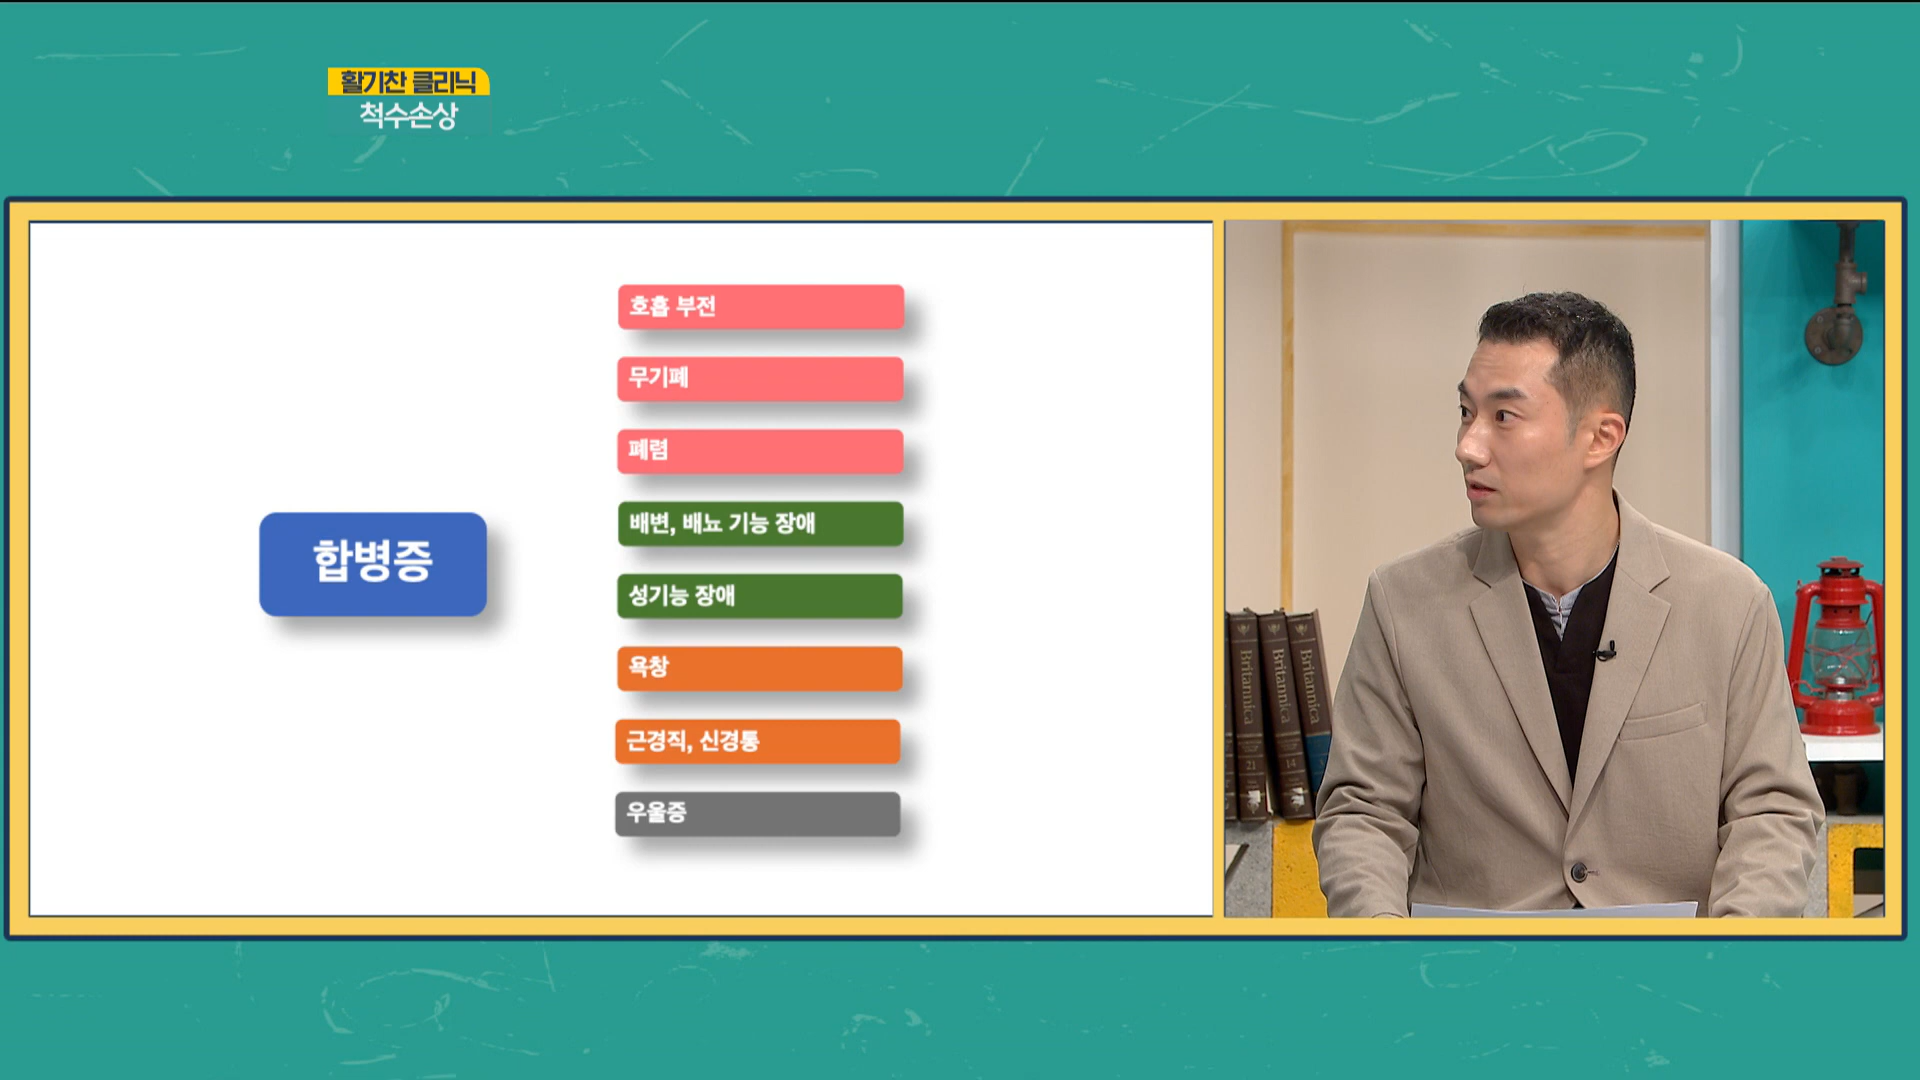 활기찬 클리닉
척수손상
합병증
호흡 부전
무기폐
폐렴
배변, 배뇨 기능 장애
성기능 장애
욕창
근경직, 신경통
우울증
Britannica
21
Britannica
14
Britannica